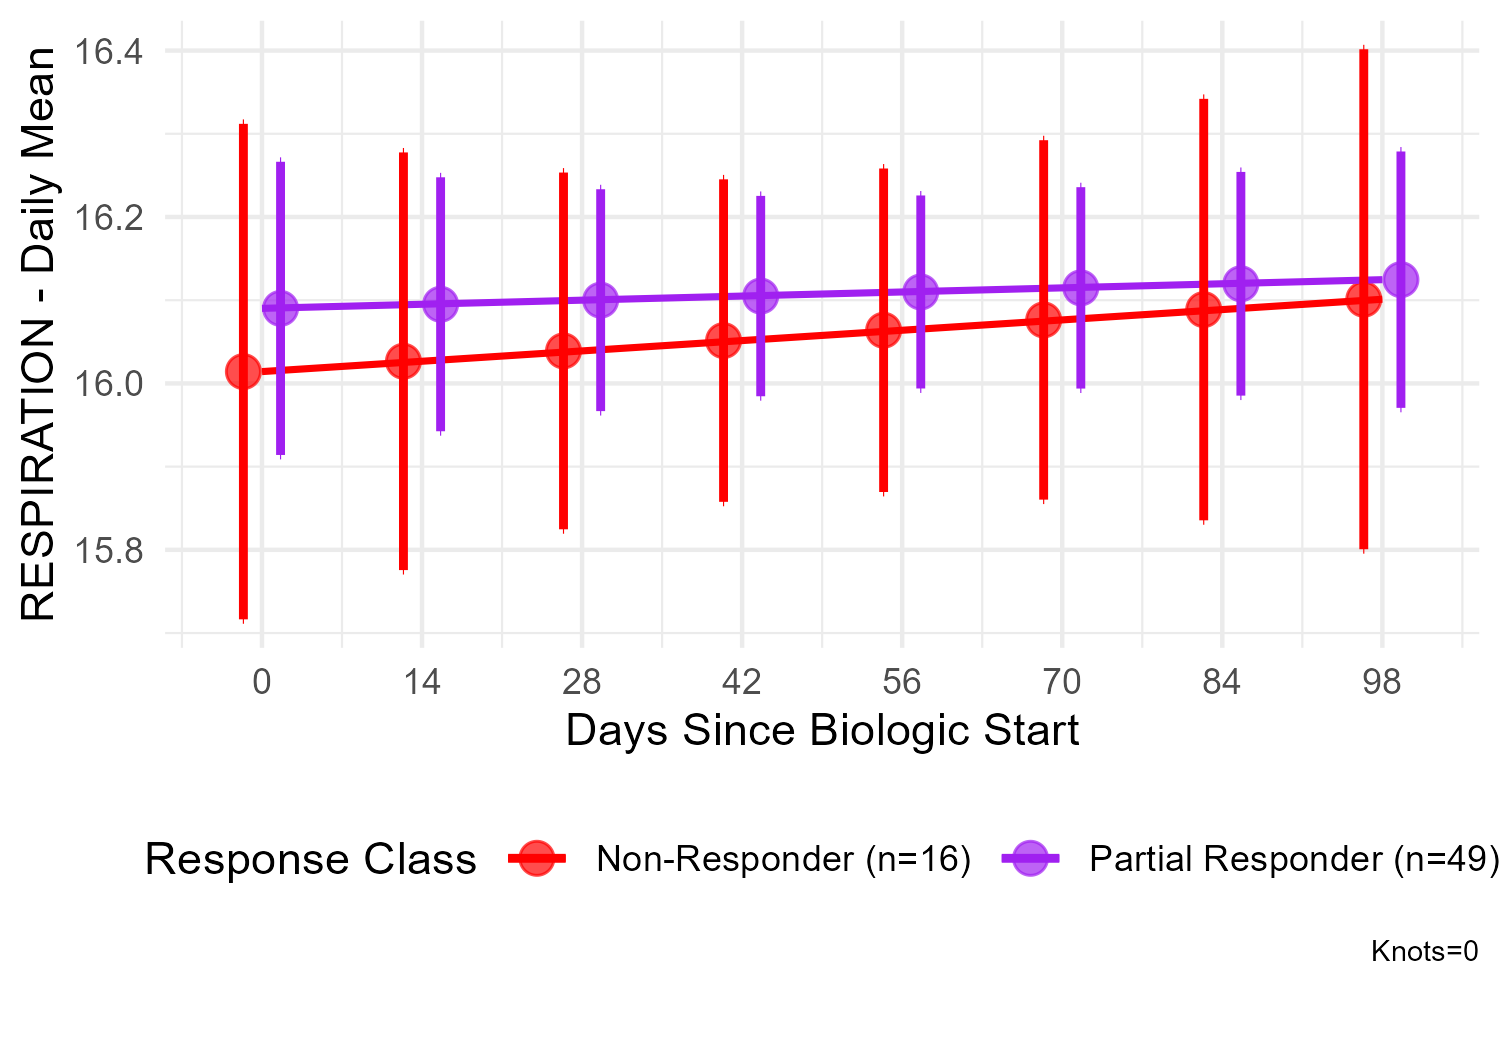 RESPIRATION - Daily Mean
16.4
16.2
16.0
15.8
0 14 28 42 56 70 84 98
Days Since Biologic Start
Response Class Non-Responder (n=16) Partial Responder (n=49)
Knots=0